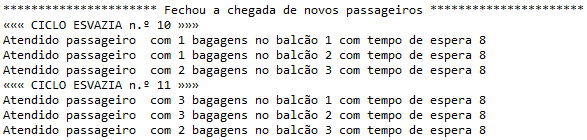 ********************** Fechou a chegada de novos passageiros **********************
««« CICLO ESVAZIA n.º 10 »»»
Atendido passageiro  com 1 bagagens no balcão 1 com tempo de espera 8
Atendido passageiro  com 1 bagagens no balcão 2 com tempo de espera 8
Atendido passageiro  com 2 bagagens no balcão 3 com tempo de espera 8
««« CICLO ESVAZIA n.º 11 »»»
Atendido passageiro  com 3 bagagens no balcão 1 com tempo de espera 8
Atendido passageiro  com 3 bagagens no balcão 2 com tempo de espera 8
Atendido passageiro  com 2 bagagens no balcão 3 com tempo de espera 8